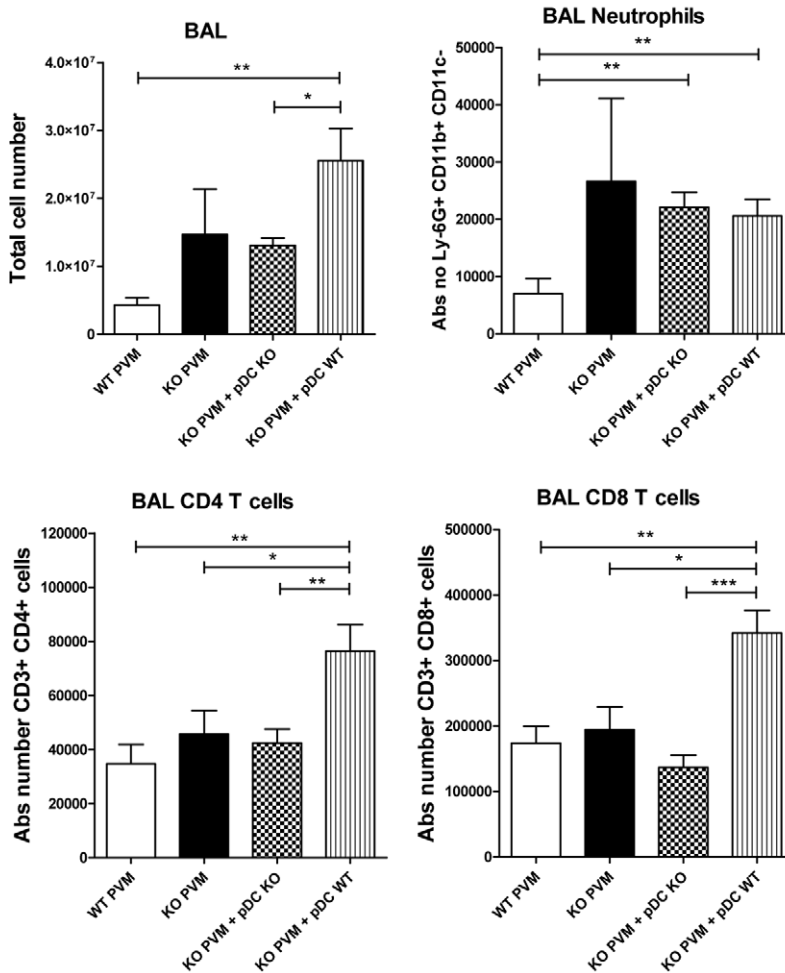 BAL
Total cell number
4.0×10⁷
3.0×10⁷
2.0×10⁷
1.0×10⁷
0
**
*
WT PVM
KO PVM
KO PVM + pDC KO
KO PVM + pDC WT
BAL Neutrophils
Abs no Ly-6G+ CD11b+ CD11c-
50000
40000
30000
20000
10000
0
**
**
WT PVM
KO PVM
KO PVM + pDC KO
KO PVM + pDC WT
BAL CD4 T cells
Abs number CD3+ CD4+ cells
120000
100000
80000
60000
40000
20000
0
**
*
**
WT PVM
KO PVM
KO PVM + pDC KO
KO PVM + pDC WT
BAL CD8 T cells
Abs number CD3+ CD8+ cells
500000
400000
300000
200000
100000
0
**
*
***
WT PVM
KO PVM
KO PVM + pDC KO
KO PVM + pDC WT